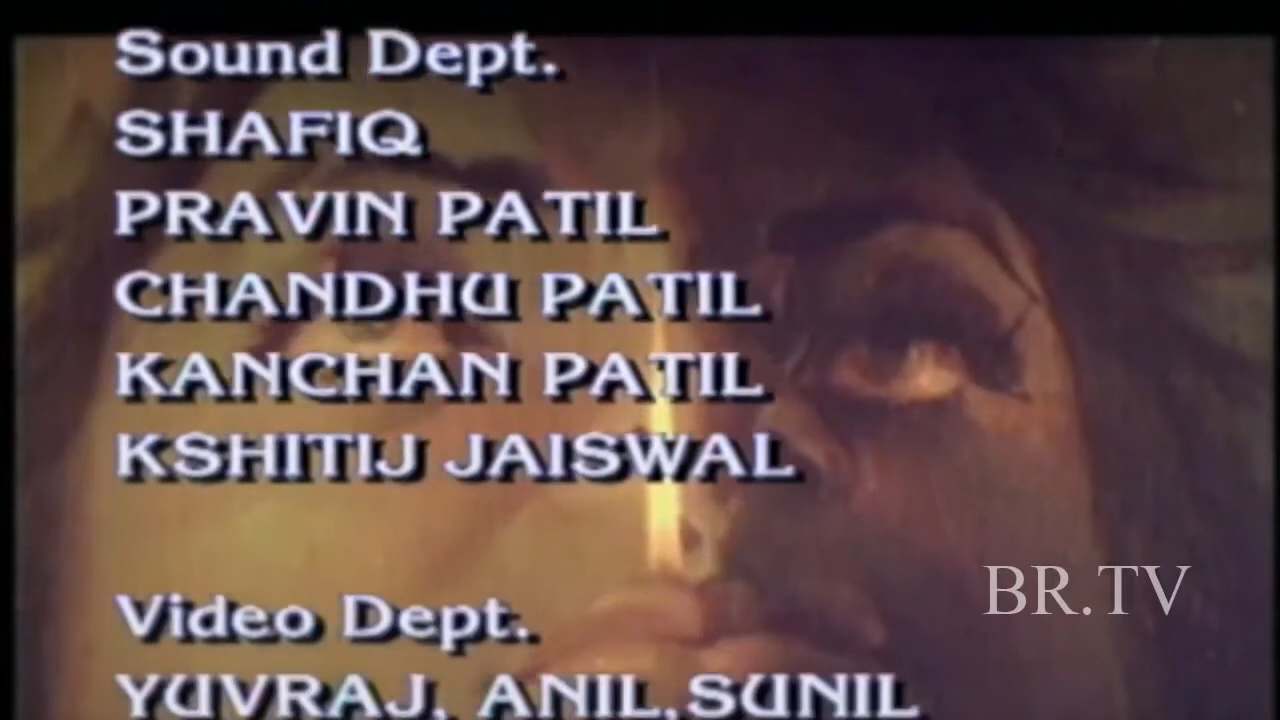 Sound Dept.
SHAFIQ
PRAVIN PATIL
CHANDHU PATIL
KANCHAN PATIL
KSHITIJ JAISWAL
BR.TV
Video Dept.
YUVRAJ, ANIL,SUNIL